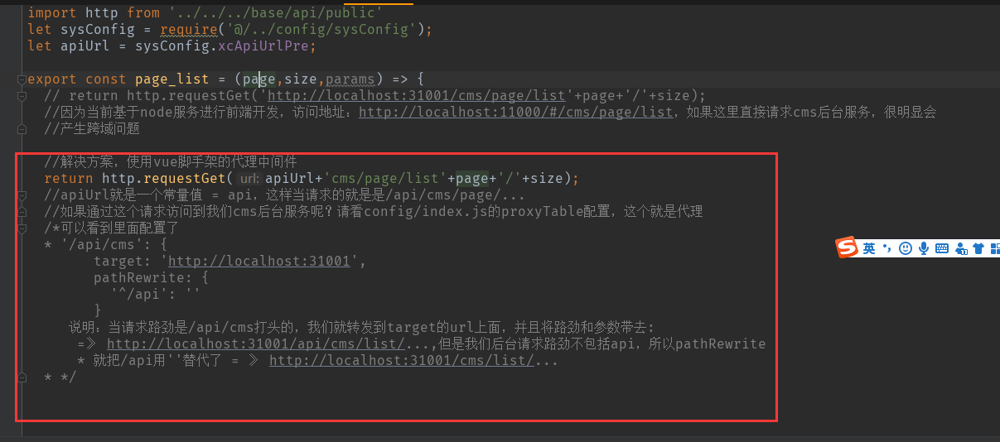 import http from '../../../base/api/public'
let sysConfig = require('@/../config/sysConfig');
let apiUrl = sysConfig.xcApiUrlPre;
export const page_list = (page,size,params) => {
// return http.requestGet('http://localhost:31001/cms/page/list'+page+'/'+size);
//因为当前基于node服务进行前端开发，访问地址：http://localhost:11000/#/cms/page/list，如果这里直接请求cms后台服务，很明显会
//产生跨域问题
//解决方案，使用vue脚手架的代理中间件
return http.requestGet( url: apiUrl+'cms/page/list'+page+'/'+size);
//apiUrl就是一个常量值 = api，这样当请求的就是是/api/cms/page/...
//如果通过这个请求访问到我们cms后台服务呢？请看config/index.js的proxyTable配置，这个就是代理
/*可以看到里面配置了
* '/api/cms': {
target: 'http://localhost:31001',
pathRewrite: {
'^/api': ''
}
说明：当请求路劲是/api/cms打头的，我们就转发到target的url上面，并且将路劲和参数带去:
=》 http://localhost:31001/api/cms/list/...,但是我们后台请求路劲不包括api，所以pathRewrite
* 就把/api用''替代了 = 》 http://localhost:31001/cms/list/...
* */
英